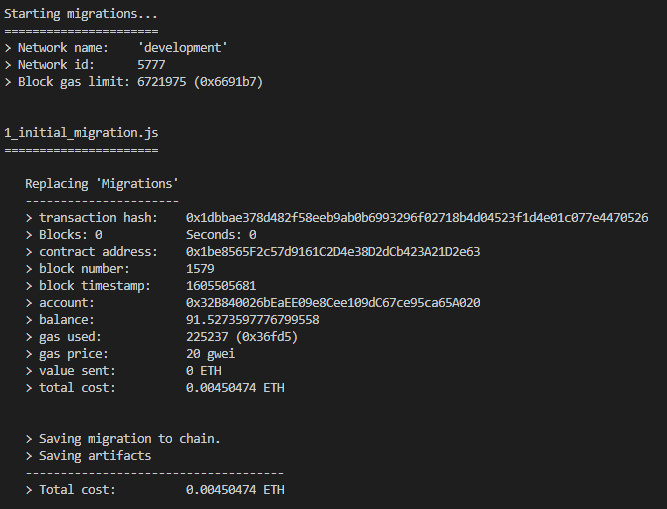 Starting migrations...
======================
> Network name:    'development'
> Network id:      5777
> Block gas limit: 6721975 (0x6691b7)
1_initial_migration.js
======================
Replacing 'Migrations'
----------------------
> transaction hash:    0x1dbbae378d482f58eeb9ab0b6993296f02718b4d04523f1d4e01c077e4470526
> Blocks: 0            Seconds: 0
> contract address:    0x1be8565F2c57d9161C2D4e38D2dCb423A21D2e63
> block number:        1579
> block timestamp:     1605505681
> account:             0x32B840026bEaEE09e8Cee109dC67ce95ca65A020
> balance:             91.5273597776799558
> gas used:            225237 (0x36fd5)
> gas price:           20 gwei
> value sent:          0 ETH
> total cost:          0.00450474 ETH
> Saving migration to chain.
> Saving artifacts
-------------------------------------
> Total cost:          0.00450474 ETH